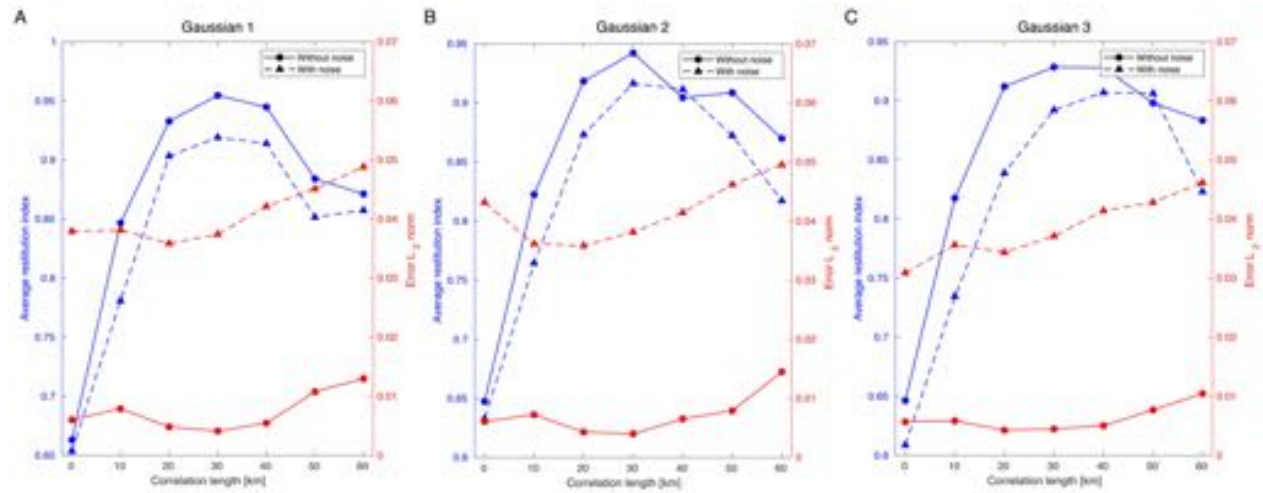 A
Gaussian 1
Without noise
With noise
Average restitution index
1
0.95
0.9
0.85
0.8
0.75
0.7
0.65
0.07
0.06
0.05
0.04
0.03
0.02
0.01
0
Error L 2 norm
0 10 20 30 40 50 60
Correlation length [km]
B
Gaussian 2
Without noise
With noise
Average restitution index
0.95
0.9
0.85
0.8
0.75
0.7
0.65
0.6
0.07
0.06
0.05
0.04
0.03
0.02
0.01
0
Error L 2 norm
0 10 20 30 40 50 60
Correlation length [km]
C
Gaussian 3
Without noise
With noise
Average restitution index
0.95
0.9
0.85
0.8
0.75
0.7
0.65
0.6
0.07
0.06
0.05
0.04
0.03
0.02
0.01
0
Error L 2 norm
0 10 20 30 40 50 60
Correlation length [km]